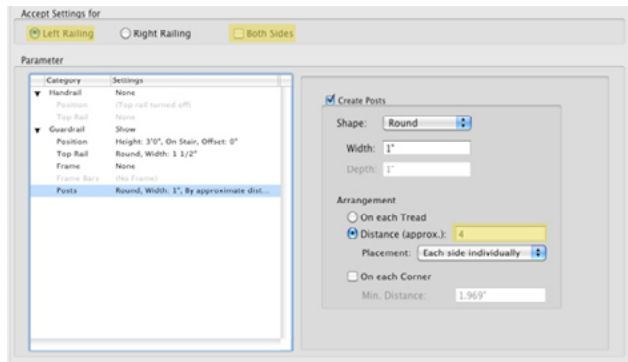 Accept Settings for
Left Railing Right Railing Both Sides
Parameter
Category Settings
Handrail None
Position (Top rail turned off)
Top Rail None
Guardrail Show
Position Height: 3'0", On Stair, Offset: 0"
Top Rail Round, Width: 1 1/2"
Frame None
Frame Bars (No Frame)
Posts Round, Width: 1", By approximate dist...
Create Posts
Shape: Round
Width: 1"
Depth: 1"
Arrangement
On each Tread
Distance (approx.): 4
Placement: Each side individually
On each Corner
Min. Distance: 1.969"